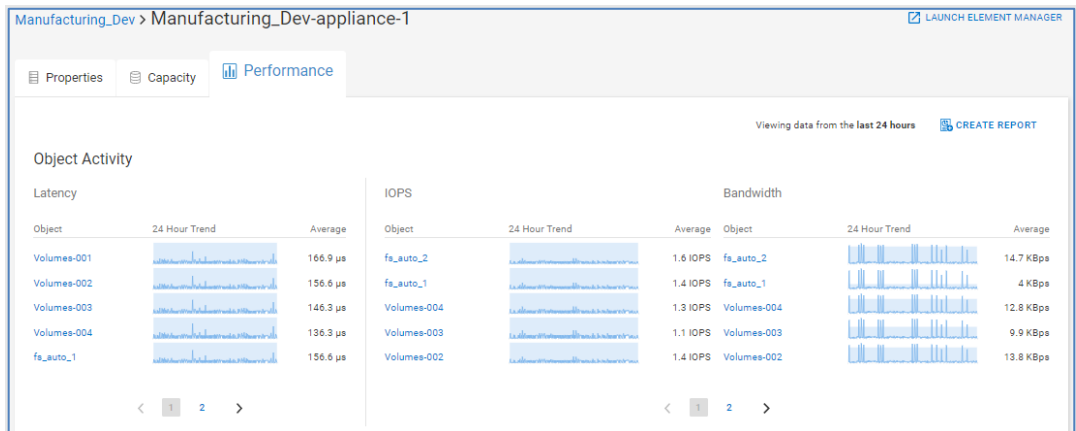 Manufacturing_Dev > Manufacturing_Dev-appliance-1
LAUNCH ELEMENT MANAGER
Properties
Capacity
Performance
Viewing data from the last 24 hours
CREATE REPORT
Object Activity
Latency
Object 24 Hour Trend Average
Volumes-001 166.9 µs
Volumes-002 156.6 µs
Volumes-003 146.3 µs
Volumes-004 136.3 µs
fs_auto_1 156.6 µs
< 1 2 >
IOPS
Object 24 Hour Trend Average
fs_auto_2 1.6 IOPS
fs_auto_1 1.4 IOPS
Volumes-004 1.3 IOPS
Volumes-003 1.1 IOPS
Volumes-002 1.4 IOPS
Bandwidth
Object 24 Hour Trend Average
fs_auto_2 14.7 KBps
fs_auto_1 4 KBps
Volumes-004 12.8 KBps
Volumes-003 9.9 KBps
Volumes-002 13.8 KBps
< 1 2 >